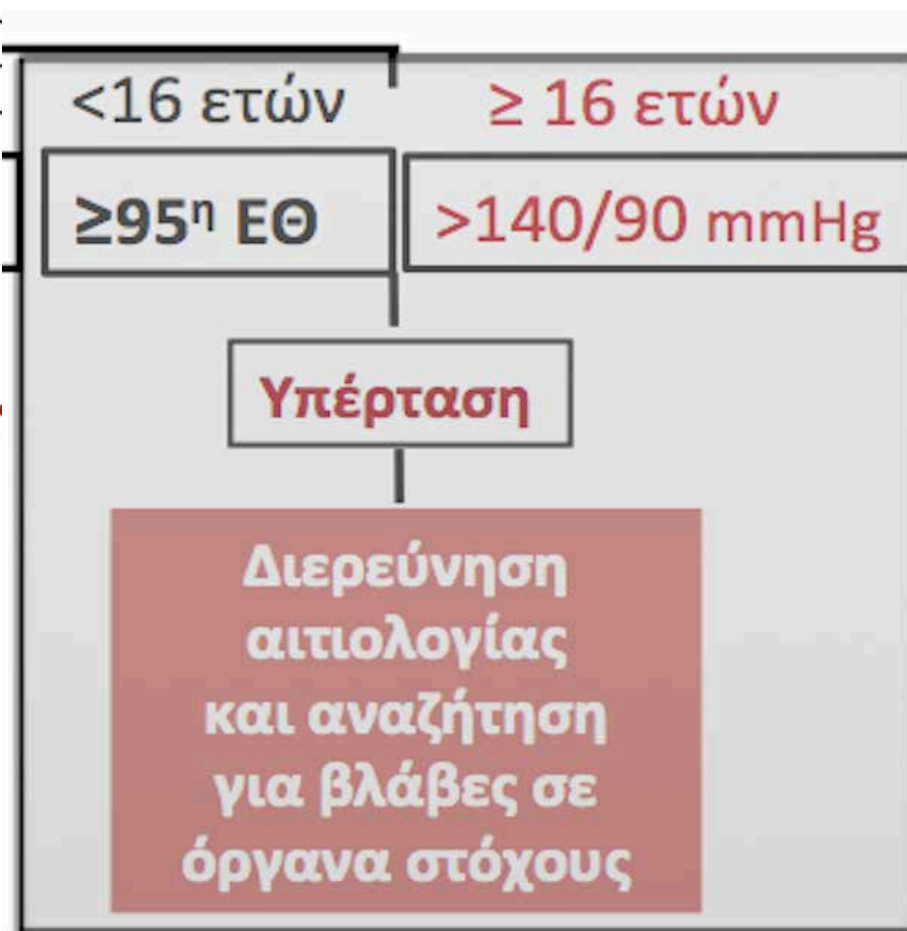 <16 ετών
≥ 16 ετών
≥95η ΕΘ
>140/90 mmHg
Υπέρταση
Διερεύνηση
αιτιολογίας
και αναζήτηση
για βλάβες σε
όργανα στόχους